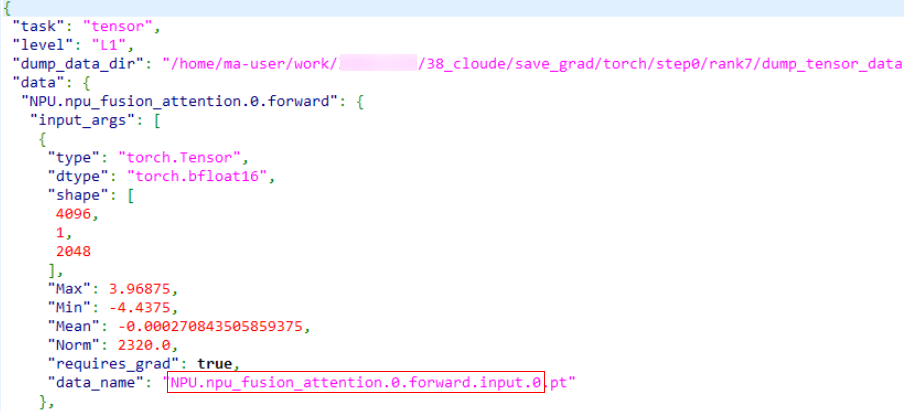 {
"task": "tensor",
"level": "L1",
"dump_data_dir": "/home/ma-user/work/ /38_cloude/save_grad/torch/step0/rank7/dump_tensor_data
"data": {
"NPU.npu_fusion_attention.0.forward": {
"input_args": [
{
"type": "torch.Tensor",
"dtype": "torch.bfloat16",
"shape": [
4096,
1,
2048
],
"Max": 3.96875,
"Min": -4.4375,
"Mean": -0.000270843505859375,
"Norm": 2320.0,
"requires_grad": true,
"data_name": "NPU.npu_fusion_attention.0.forward.input.0.pt"
},